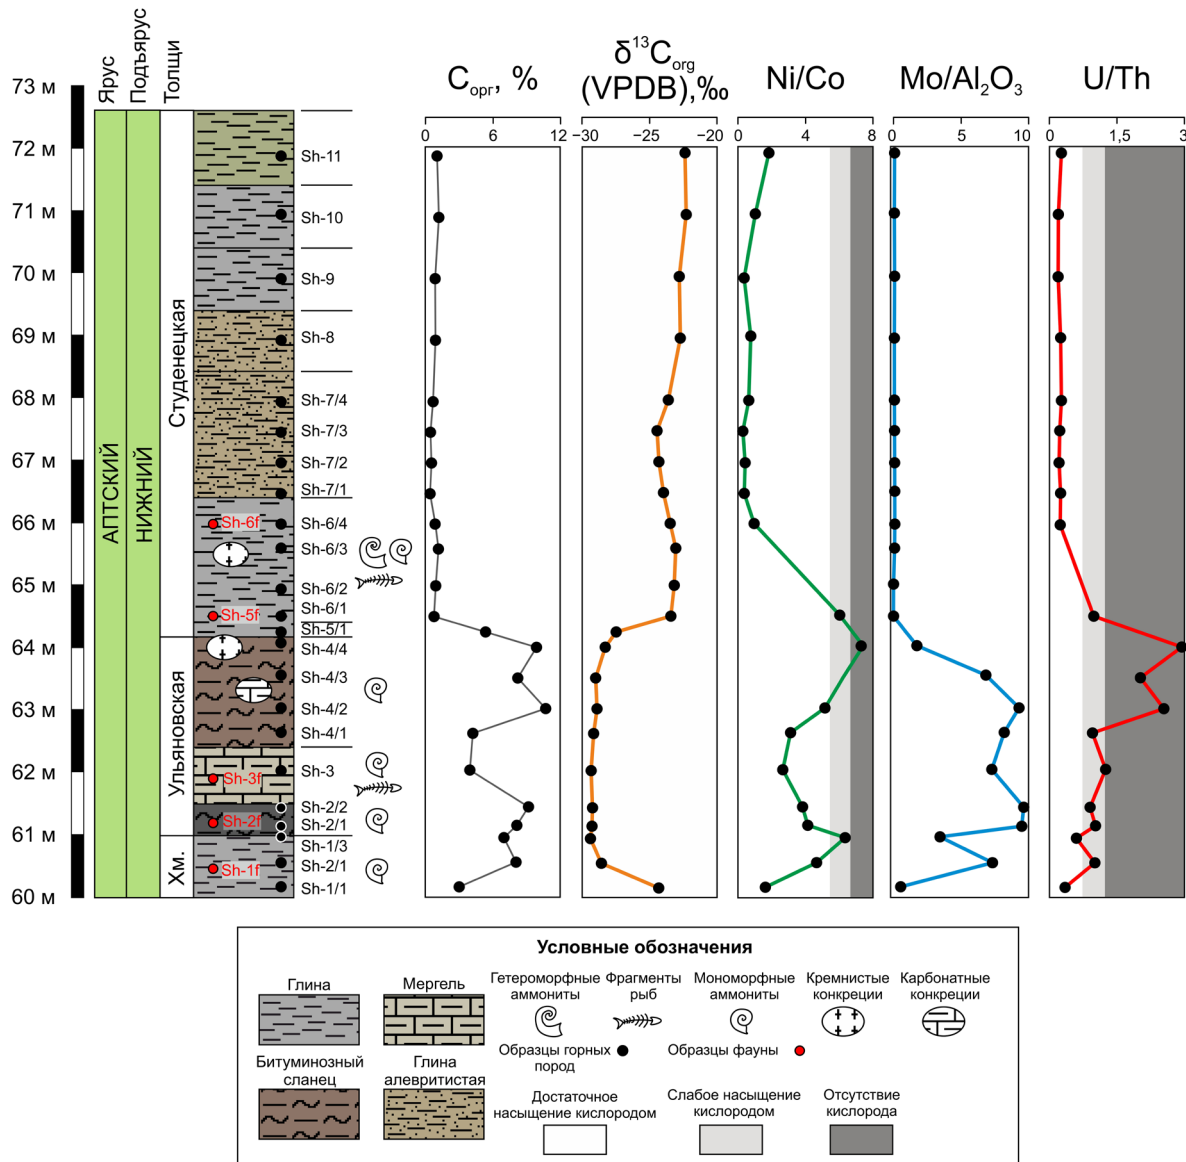 Ярус
Подъярус
Толщи
C орг, %
δ13Corg
(VPDB),‰
Ni/Co
Mo/Al2O3
U/Th
0 6 12
−30 −25 −20
0 4 8
0 5 10
0 1,5 3
73 м
72 м
71 м
70 м
69 м
68 м
67 м
66 м
65 м
64 м
63 м
62 м
61 м
60 м
АПТСКИЙ
НИЖНИЙ
Студенецкая
Ульяновская
Хм.
Sh-11
Sh-10
Sh-9
Sh-8
Sh-7/4
Sh-7/3
Sh-7/2
Sh-7/1
Sh-6f
Sh-6/4
Sh-6/3
Sh-6/2
Sh-6/1
Sh-5f
Sh-5/1
Sh-4/4
Sh-4/3
Sh-4/2
Sh-4/1
Sh-3f
Sh-3
Sh-2/2
Sh-2f
Sh-2/1
Sh-1/3
Sh-1f
Sh-2/1
Sh-1/1
Условные обозначения
Глина
Мергель
Гетероморфные
аммониты
Фрагменты
рыб
Мономорфные
аммониты
Кремнистые
конкреции
Карбонатные
конкреции
Образцы горных
пород
Образцы фауны
Битуминозный
сланец
Глина
алевритистая
Достаточное
насыщение кислородом
Слабое насыщение
кислородом
Отсутствие
кислорода